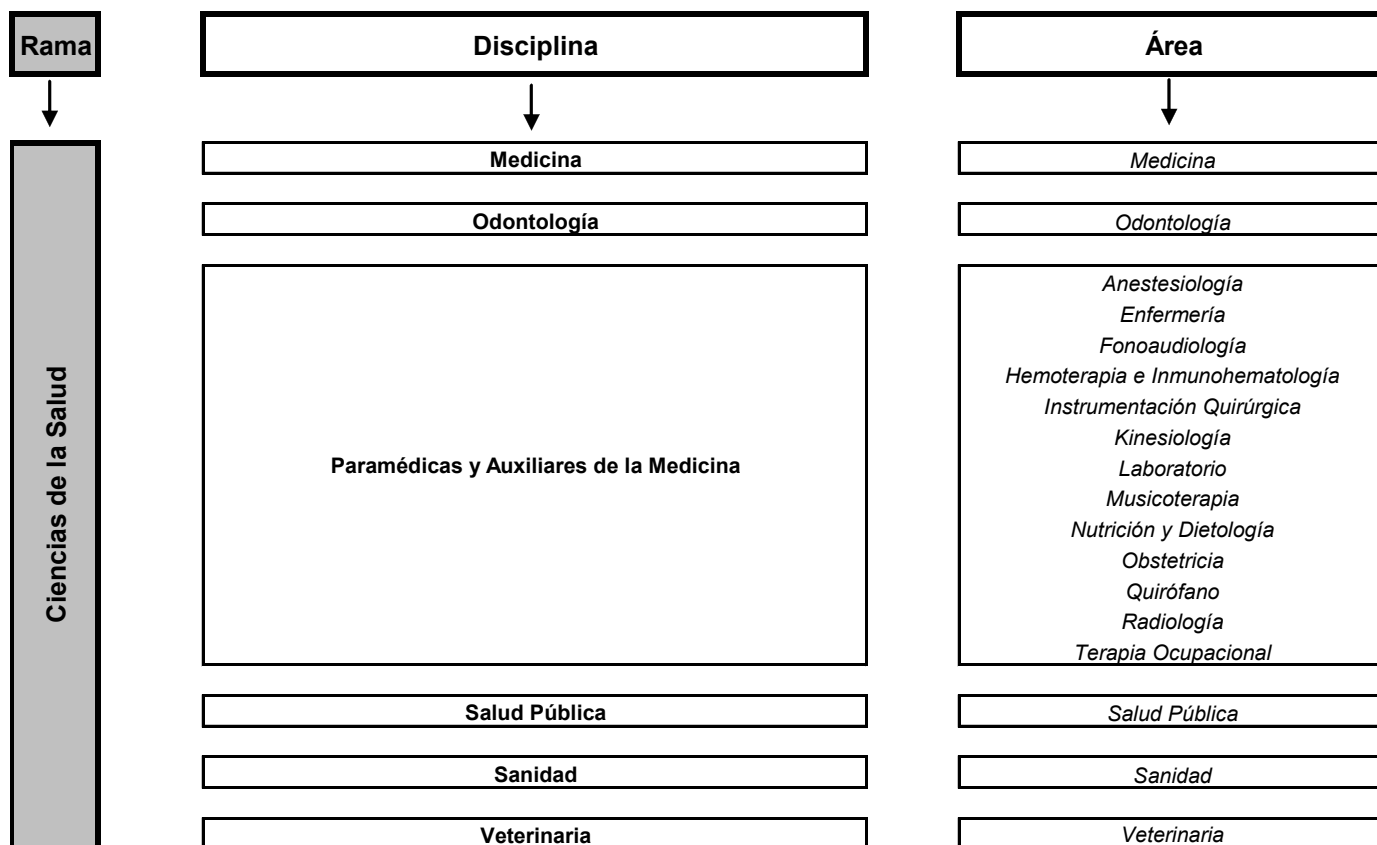 Rama
Disciplina
Área
Ciencias de la Salud
Medicina
Medicina
Odontología
Odontología
Paramédicas y Auxiliares de la Medicina
Anestesiología
Enfermería
Fonoaudiología
Hemoterapia e Inmunohematología
Instrumentación Quirúrgica
Kinesiología
Laboratorio
Musicoterapia
Nutrición y Dietología
Obstetricia
Quirófano
Radiología
Terapia Ocupacional
Salud Pública
Salud Pública
Sanidad
Sanidad
Veterinaria
Veterinaria